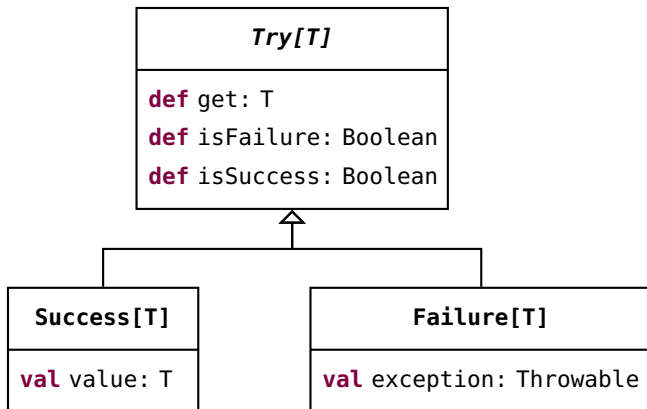 Try[T]
def get: T
def isFailure: Boolean
def isSuccess: Boolean
Success[T]
val value: T
Failure[T]
val exception: Throwable